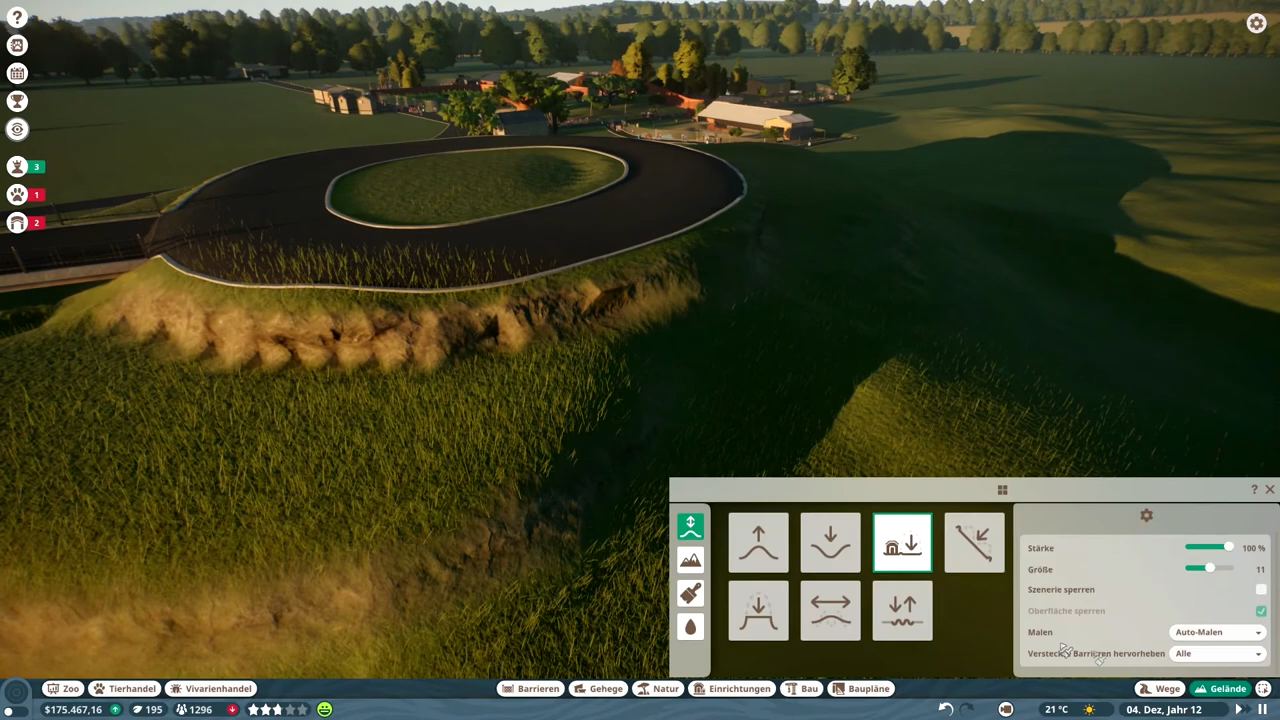 ?
3
1
2
? ×
Stärke 100 %
Größe 11
Szenerie sperren
Oberfläche sperren
Malen Auto-Malen
Barrieren hervorheben Alle
Zoo Tierhandel Vivarienhandel Barrieren Gehege Natur Einrichtungen Bau Baupläne Wege Gelände
$175.467,16 195 1296 21 °C 04. Dez, Jahr 12